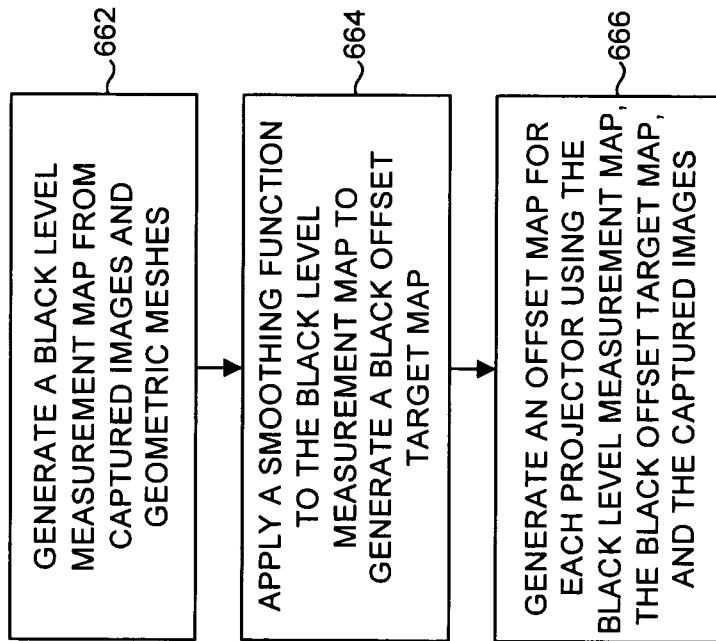 GENERATE A BLACK LEVEL
MEASUREMENT MAP FROM
CAPTURED IMAGES AND
GEOMETRIC MESHES
662
APPLY A SMOOTHING FUNCTION
TO THE BLACK LEVEL
MEASUREMENT MAP TO
GENERATE A BLACK OFFSET
TARGET MAP
664
GENERATE AN OFFSET MAP FOR
EACH PROJECTOR USING THE
BLACK LEVEL MEASUREMENT MAP,
THE BLACK OFFSET TARGET MAP,
AND THE CAPTURED IMAGES
666